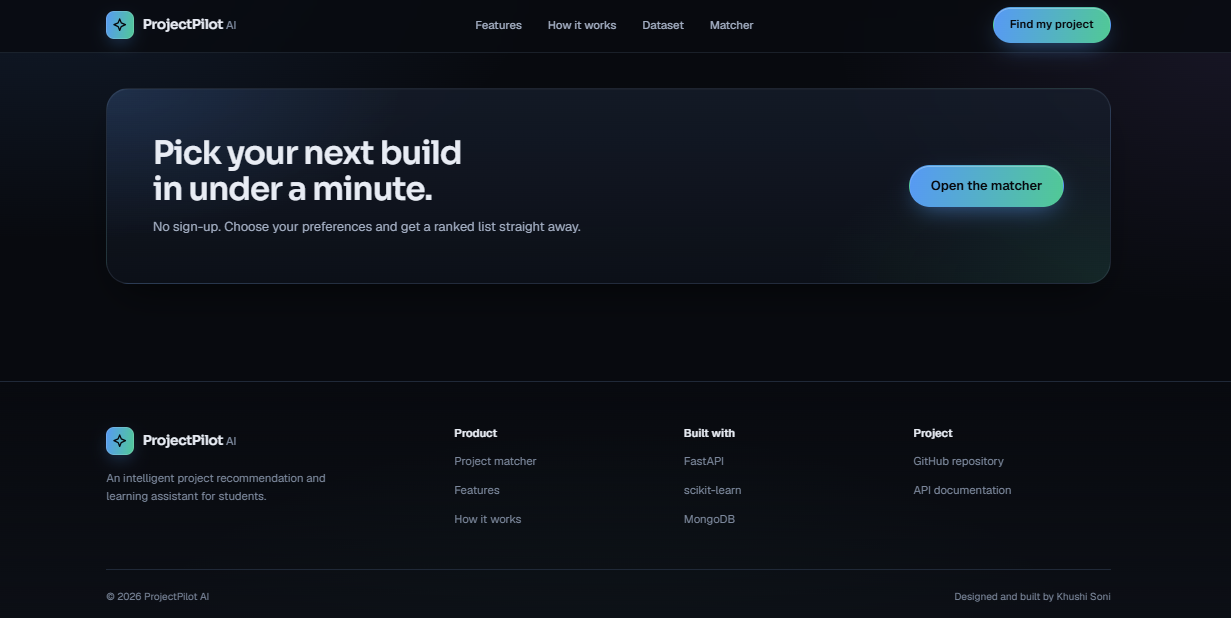 ProjectPilot AI
Features
How it works
Dataset
Matcher
Find my project
Pick your next build
in under a minute.
No sign-up. Choose your preferences and get a ranked list straight away.
Open the matcher
ProjectPilot AI
An intelligent project recommendation and
learning assistant for students.
Product
Project matcher
Features
How it works
Built with
FastAPI
scikit-learn
MongoDB
Project
GitHub repository
API documentation
© 2026 ProjectPilot AI
Designed and built by Khushi Soni